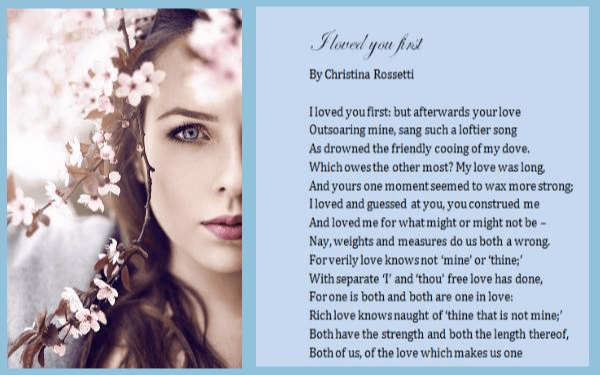 I loved you first
By Christina Rossetti
I loved you first: but afterwards your love
Outsoaring mine, sang such a loftier song
As drowned the friendly cooing of my dove.
Which owes the other most? My love was long,
And yours one moment seemed to wax more strong;
I loved and guessed at you, you construed me
And loved me for what might or might not be –
Nay, weights and measures do us both a wrong.
For verily love knows not ‘mine’ or ‘thine;’
With separate ‘I’ and ‘thou’ free love has done,
For one is both and both are one in love:
Rich love knows naught of ‘thine that is not mine;’
Both have the strength and both the length thereof,
Both of us, of the love which makes us one